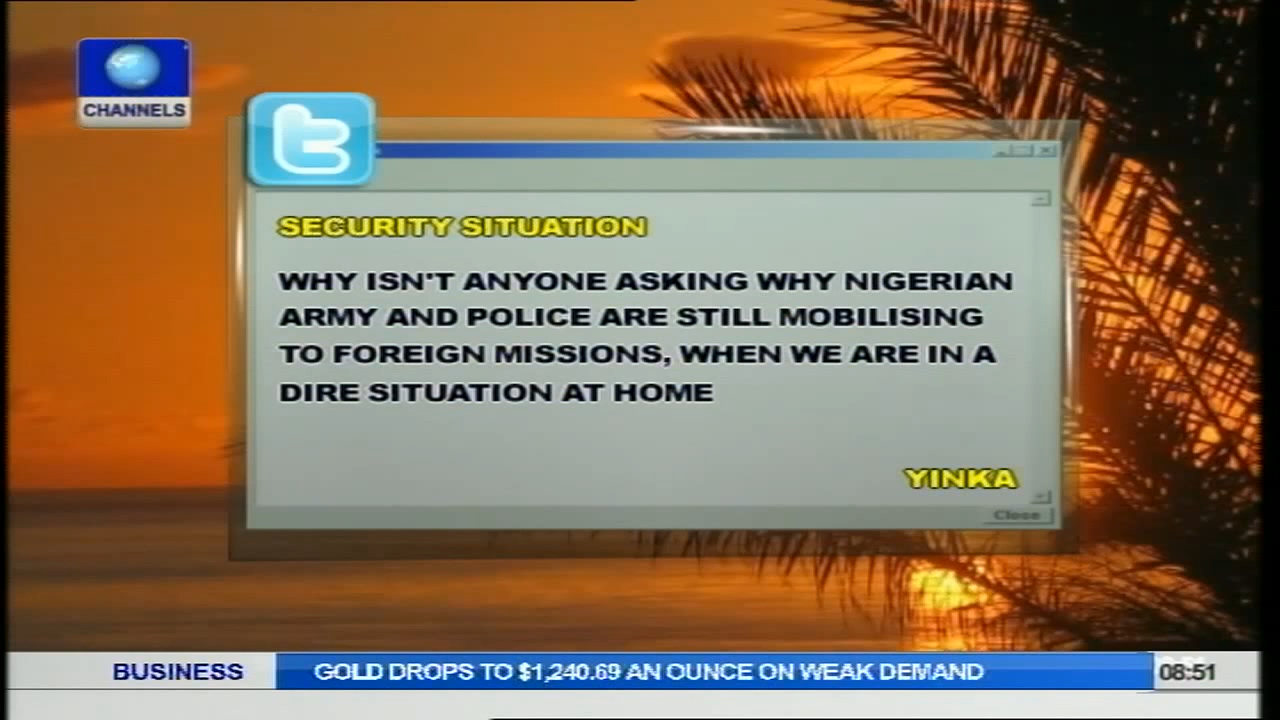 CHANNELS
SECURITY SITUATION
WHY ISN'T ANYONE ASKING WHY NIGERIAN
ARMY AND POLICE ARE STILL MOBILISING
TO FOREIGN MISSIONS, WHEN WE ARE IN A
DIRE SITUATION AT HOME
YINKA
Close
BUSINESS GOLD DROPS TO $1,240.69 AN OUNCE ON WEAK DEMAND 08:51